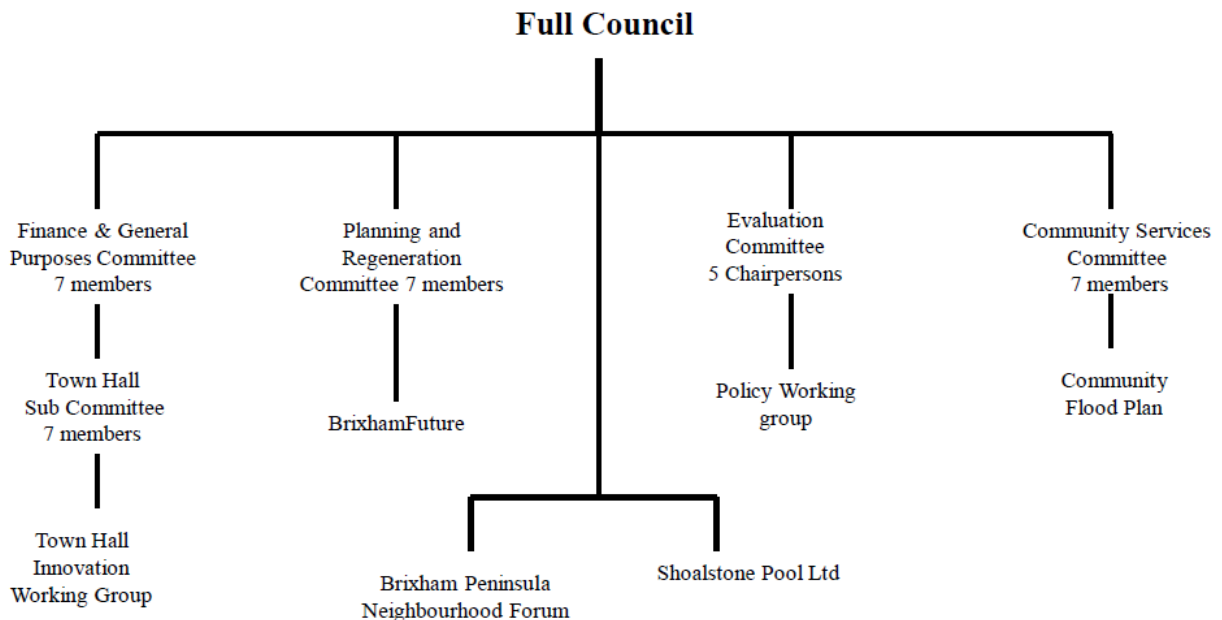 Full Council
Finance & General
Purposes Committee
7 members
Planning and
Regeneration
Committee 7 members
Evaluation
Committee
5 Chairpersons
Community Services
Committee
7 members
Town Hall
Sub Committee
7 members
BrixhamFuture
Policy Working
group
Community
Flood Plan
Town Hall
Innovation
Working Group
Brixham Peninsula
Neighbourhood Forum
Shoalstone Pool Ltd